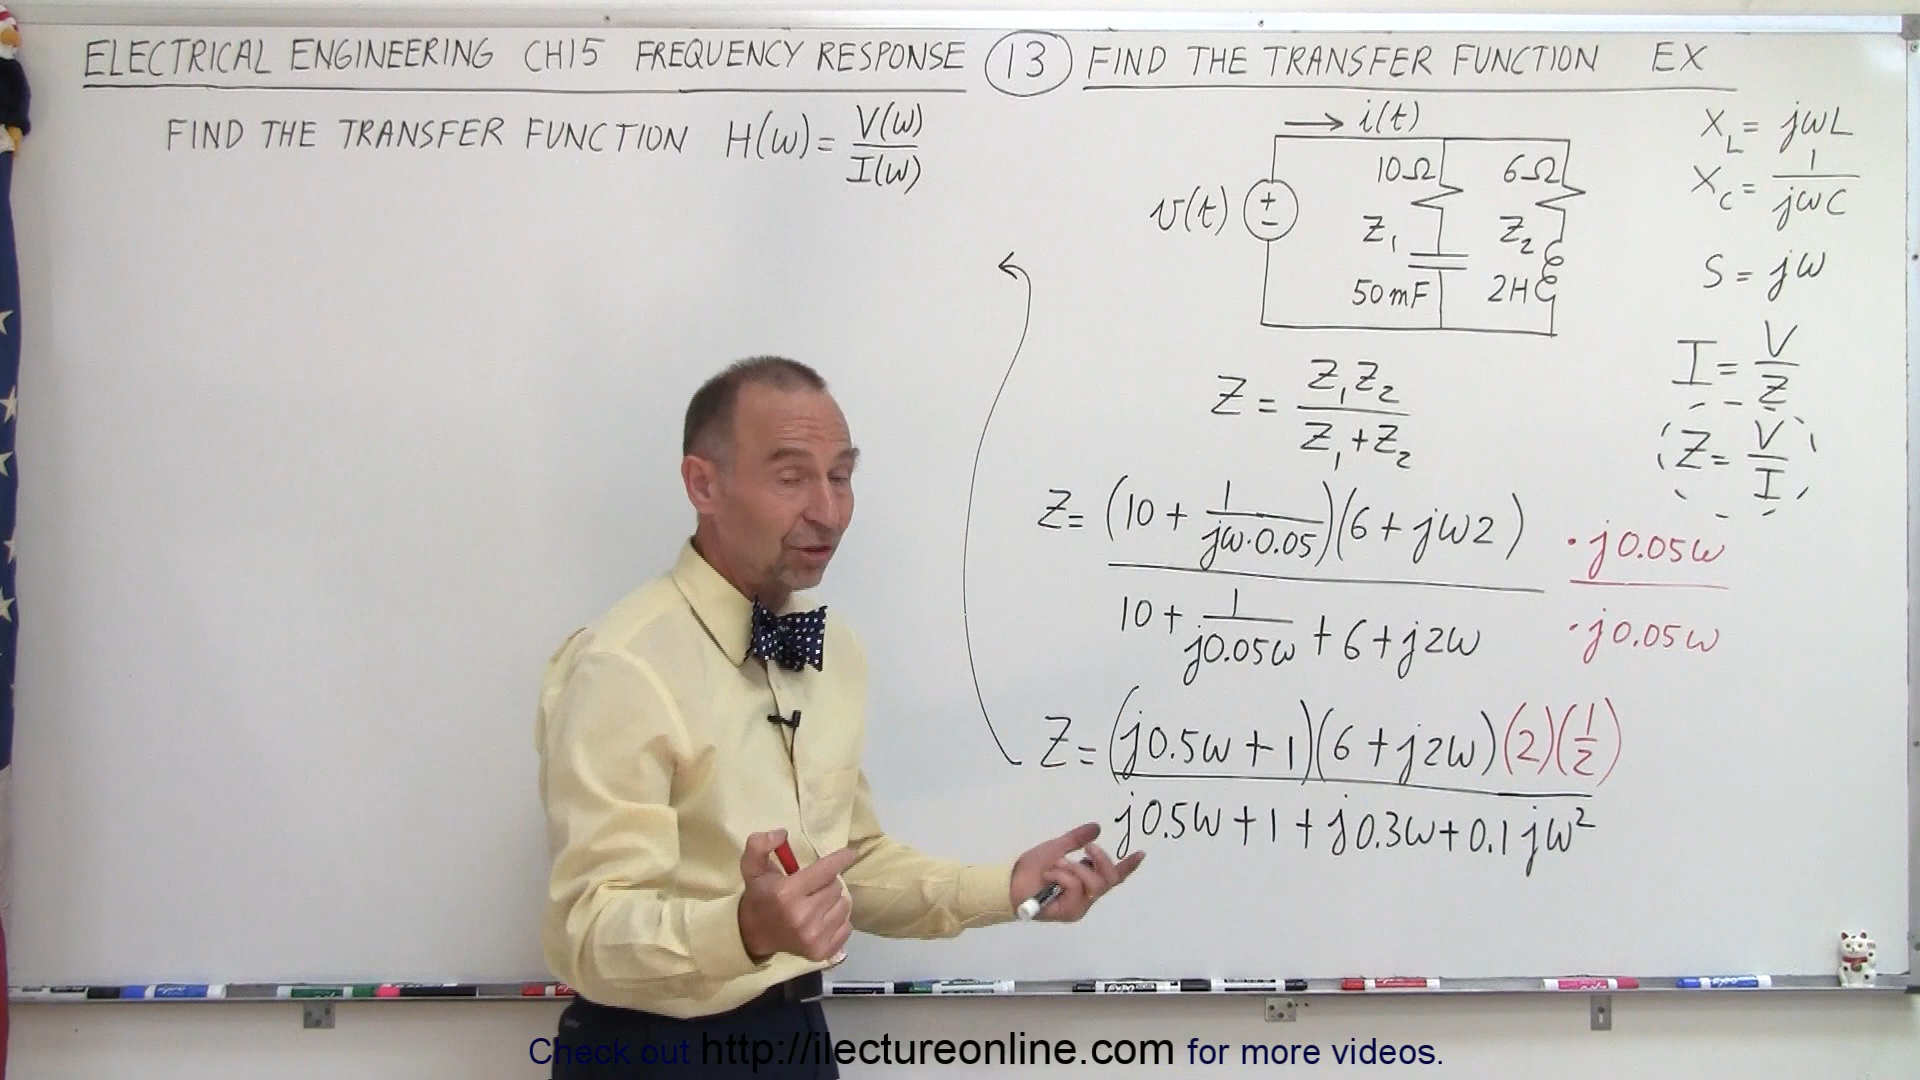 ELECTRICAL ENGINEERING CH15 FREQUENCY RESPONSE 13 FIND THE TRANSFER FUNCTION EX
FIND THE TRANSFER FUNCTION H(ω) = V(ω)/I(ω)
i(t)
v(t) + −
10Ω 6Ω
Z₁ Z₂
50mF 2H
X_L = jωL
X_C = 1/jωC
S = jω
I = V/Z
Z = V/I
Z = Z₁Z₂/Z₁+Z₂
Z = (10 + 1/jω·0.05)(6 + jω2) · j0.05ω
10 + 1/j0.05ω + 6 + j2ω · j0.05ω
Z = (j0.5ω + 1)(6 + j2ω)(2)(1/2)
j0.5ω + 1 + j0.3ω + 0.1jω²
Check out http://ilectureonline.com for more videos.